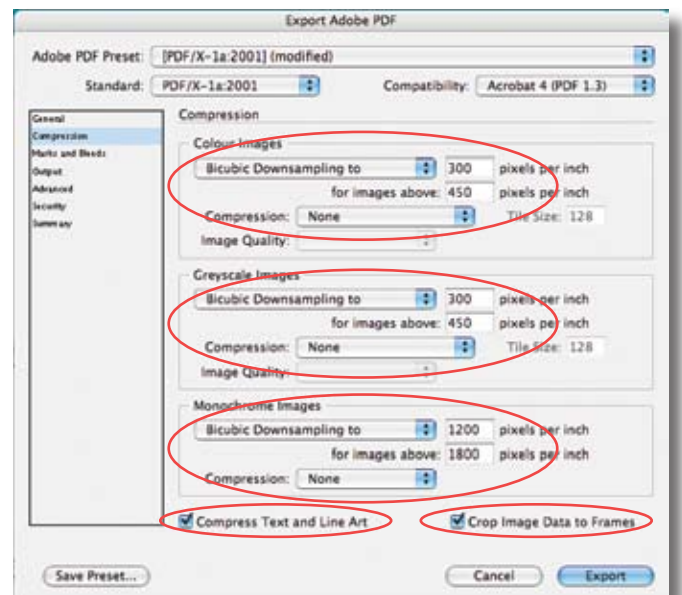 Export Adobe PDF
Adobe PDF Preset: [PDF/X-1a:2001] (modified)
Standard: PDF/X-1a:2001 Compatibility: Acrobat 4 (PDF 1.3)
General
Compression
Marks and Bleeds
Output
Advanced
Security
Summary
Compression
Colour Images
Bicubic Downsampling to 300 pixels per inch
for images above: 450 pixels per inch
Compression: None Tile Size: 128
Image Quality:
Greyscale Images
Bicubic Downsampling to 300 pixels per inch
for images above: 450 pixels per inch
Compression: None Tile Size: 128
Image Quality:
Monochrome Images
Bicubic Downsampling to 1200 pixels per inch
for images above: 1800 pixels per inch
Compression: None
Compress Text and Line Art Crop Image Data to Frames
Save Preset... Cancel Export